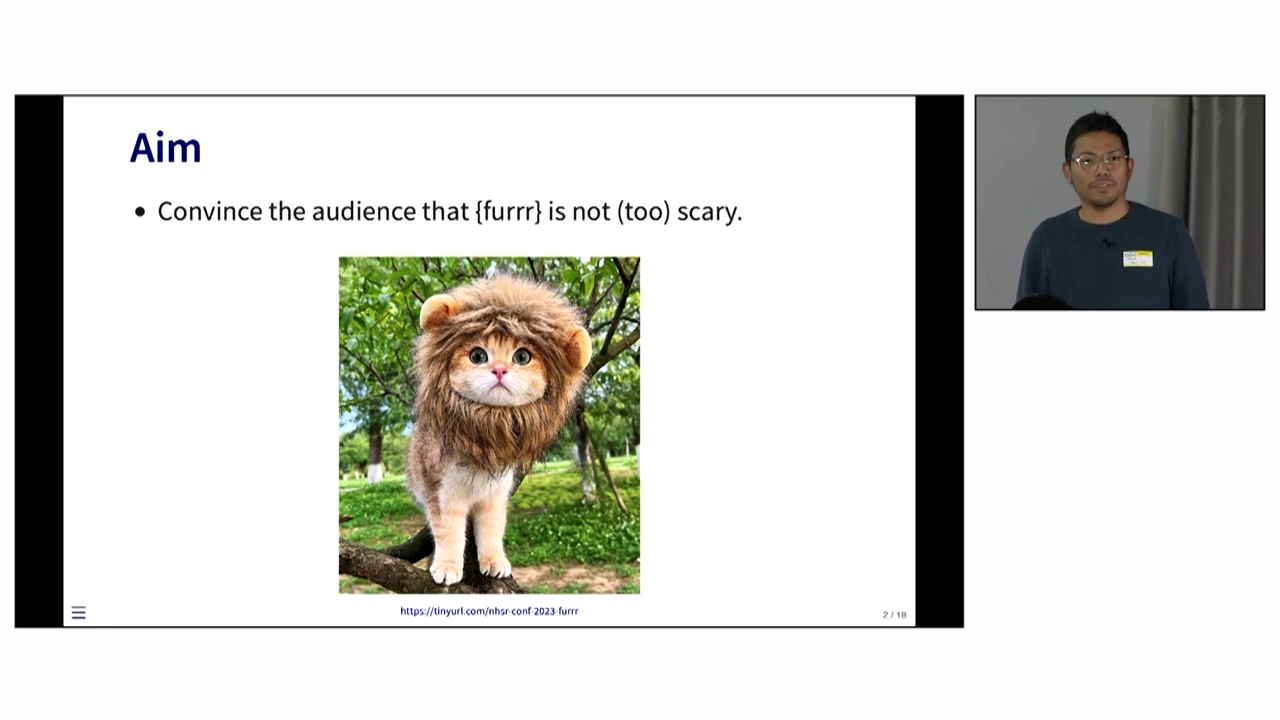 Aim
• Convince the audience that {furrr} is not (too) scary.
https://tinyurl.com/nhsr-conf-2023-furrr
2 / 18